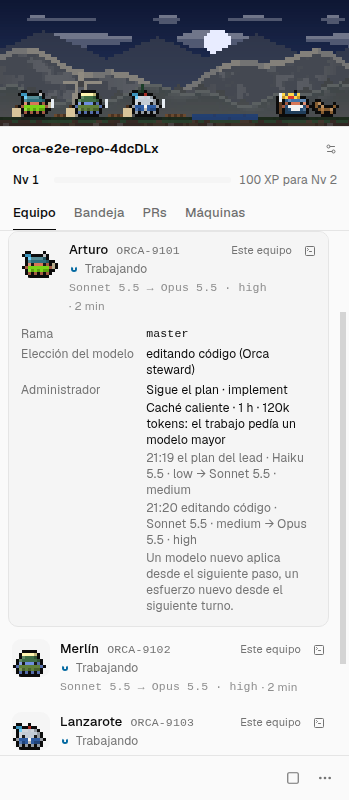 orca-e2e-repo-4dcDLx
Nv 1
100 XP para Nv 2
Equipo
Bandeja
PRs
Máquinas
Arturo ORCA-9101
Este equipo
Trabajando
Sonnet 5.5 → Opus 5.5 · high
· 2 min
Rama
master
Elección del modelo
editando código (Orca
steward)
Administrador
Sigue el plan · implement
Caché caliente · 1 h · 120k
tokens: el trabajo pedía un
modelo mayor
21:19 el plan del lead · Haiku
5.5 · low → Sonnet 5.5 ·
medium
21:20 editando código ·
Sonnet 5.5 · medium → Opus
5.5 · high
Un modelo nuevo aplica
desde el siguiente paso, un
esfuerzo nuevo desde el
siguiente turno.
Merlín ORCA-9102
Este equipo
Trabajando
Sonnet 5.5 → Opus 5.5 · high · 2 min
Lanzarote ORCA-9103
Este equipo
Trabajando